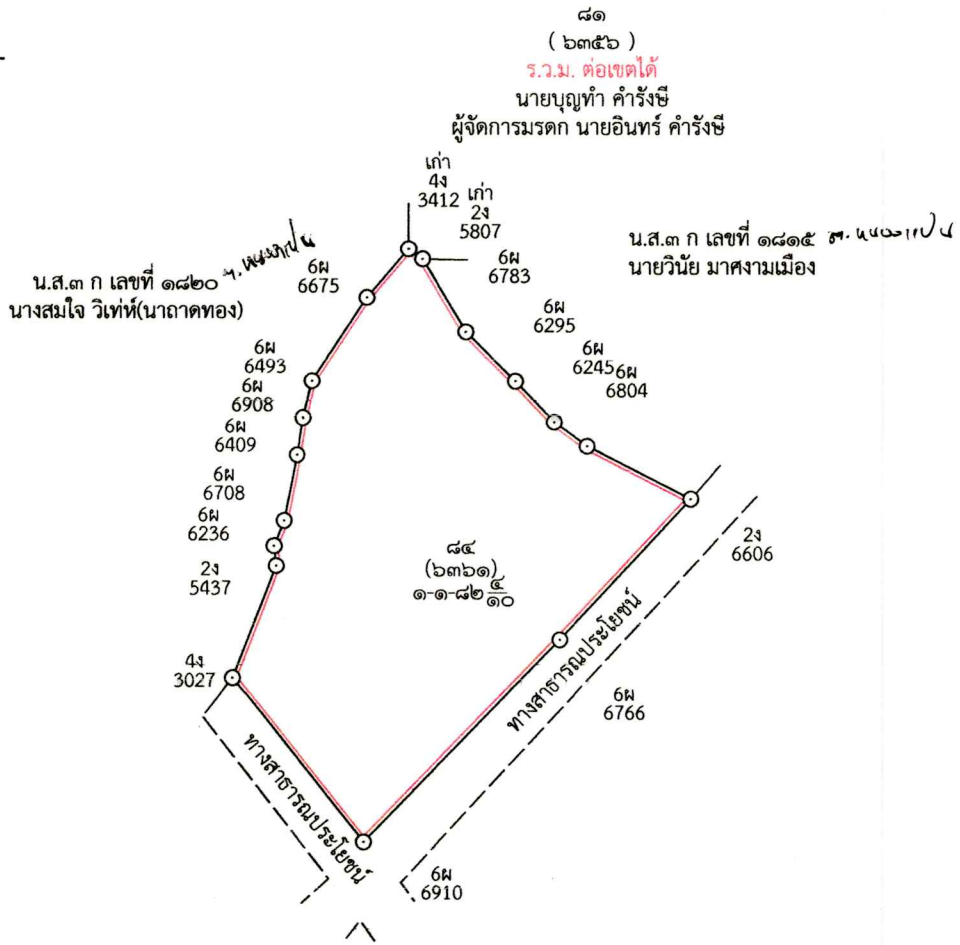 ๘๑
( ๖๓๕๖ )
ร.ว.ม. ต่อเขตได้
นายบุญทำ คำรังษี
ผู้จัดการมรดก นายอินทร์ คำรังษี
เก่า
4ง
3412
เก่า
2ง
5807
น.ส.๓ ก เลขที่ ๑๘๒๐
นางสมใจ วิเท่ห์(นาถาดทอง)
6ผ
6675
6ผ
6783
น.ส.๓ ก เลขที่ ๑๘๑๕
นายวินัย มาศงามเมือง
6ผ
6295
6ผ
6245
6ผ
6804
6ผ
6493
6ผ
6908
6ผ
6409
6ผ
6708
6ผ
6236
2ง
5437
๘๔
(๖๓๖๑)
๑-๑-๘๒ ๔/๑๐
2ง
6606
4ง
3027
ทางสาธารณประโยชน์
6ผ
6766
ทางสาธารณประโยชน์
6ผ
6910